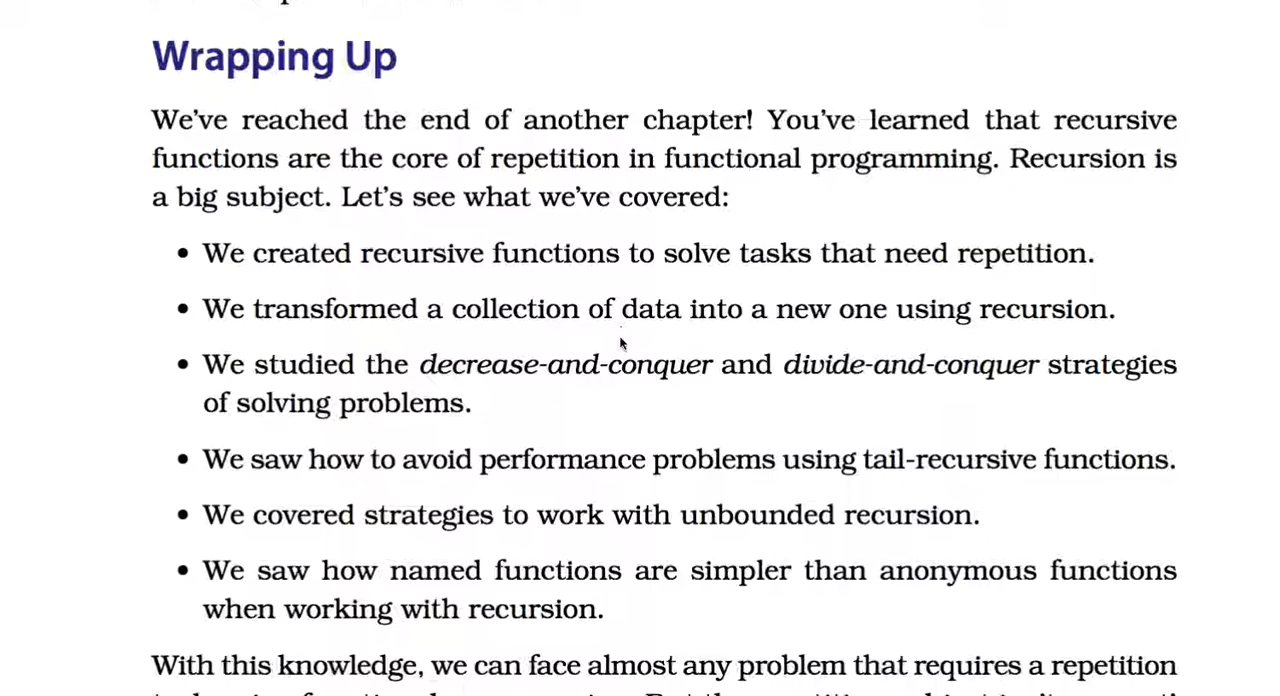 Wrapping Up
We've reached the end of another chapter! You've learned that recursive
functions are the core of repetition in functional programming. Recursion is
a big subject. Let's see what we've covered:
• We created recursive functions to solve tasks that need repetition.
• We transformed a collection of data into a new one using recursion.
• We studied the decrease-and-conquer and divide-and-conquer strategies
of solving problems.
• We saw how to avoid performance problems using tail-recursive functions.
• We covered strategies to work with unbounded recursion.
• We saw how named functions are simpler than anonymous functions
when working with recursion.
With this knowledge, we can face almost any problem that requires a repetition